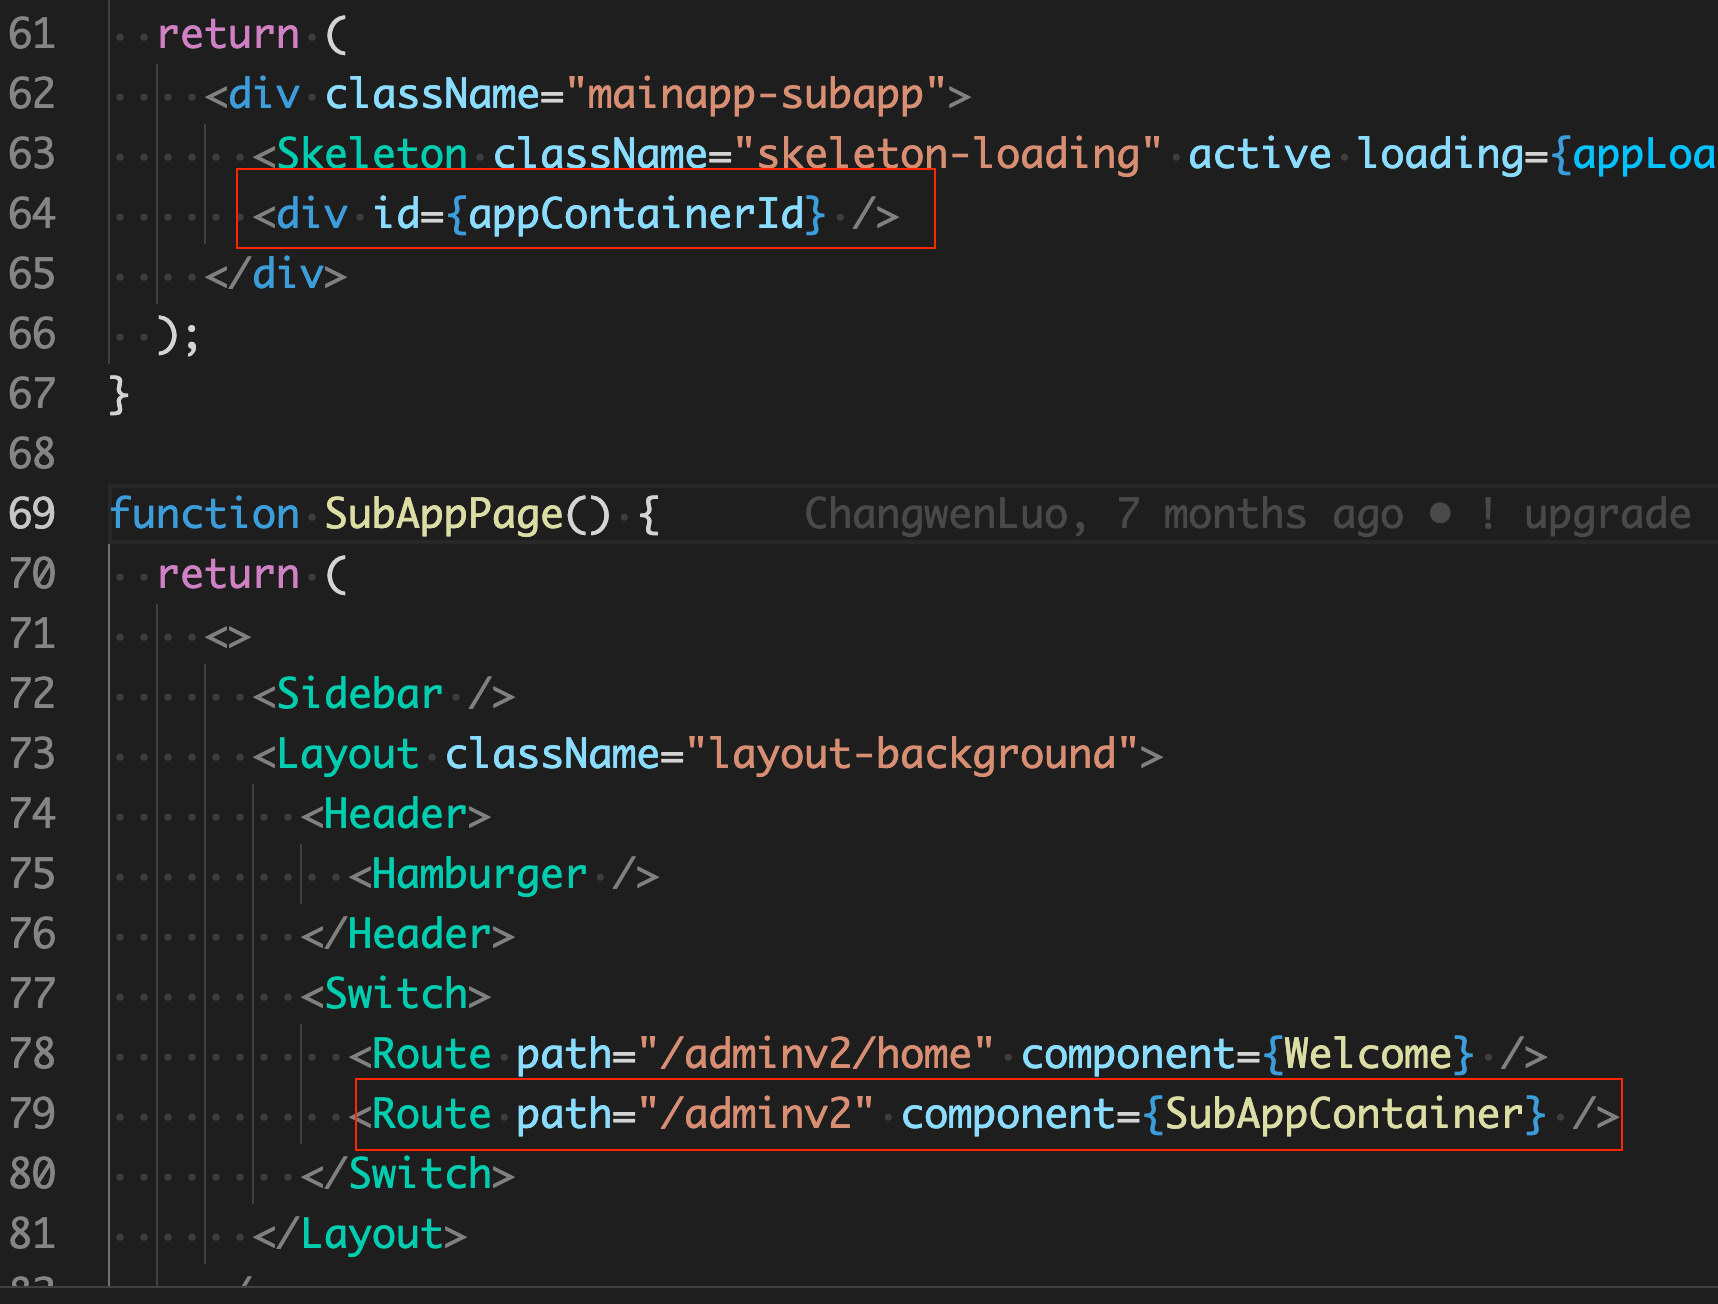 61 return (
62 <div className="mainapp-subapp">
63 <Skeleton className="skeleton-loading" active loading={appLoa
64 <div id={appContainerId} />
65 </div>
66 );
67 }
68
69 function SubAppPage() { ChangwenLuo, 7 months ago • ! upgrade
70 return (
71 <>
72 <Sidebar />
73 <Layout className="layout-background">
74 <Header>
75 <Hamburger />
76 </Header>
77 <Switch>
78 <Route path="/adminv2/home" component={Welcome} />
79 <Route path="/adminv2" component={SubAppContainer} />
80 </Switch>
81 </Layout>